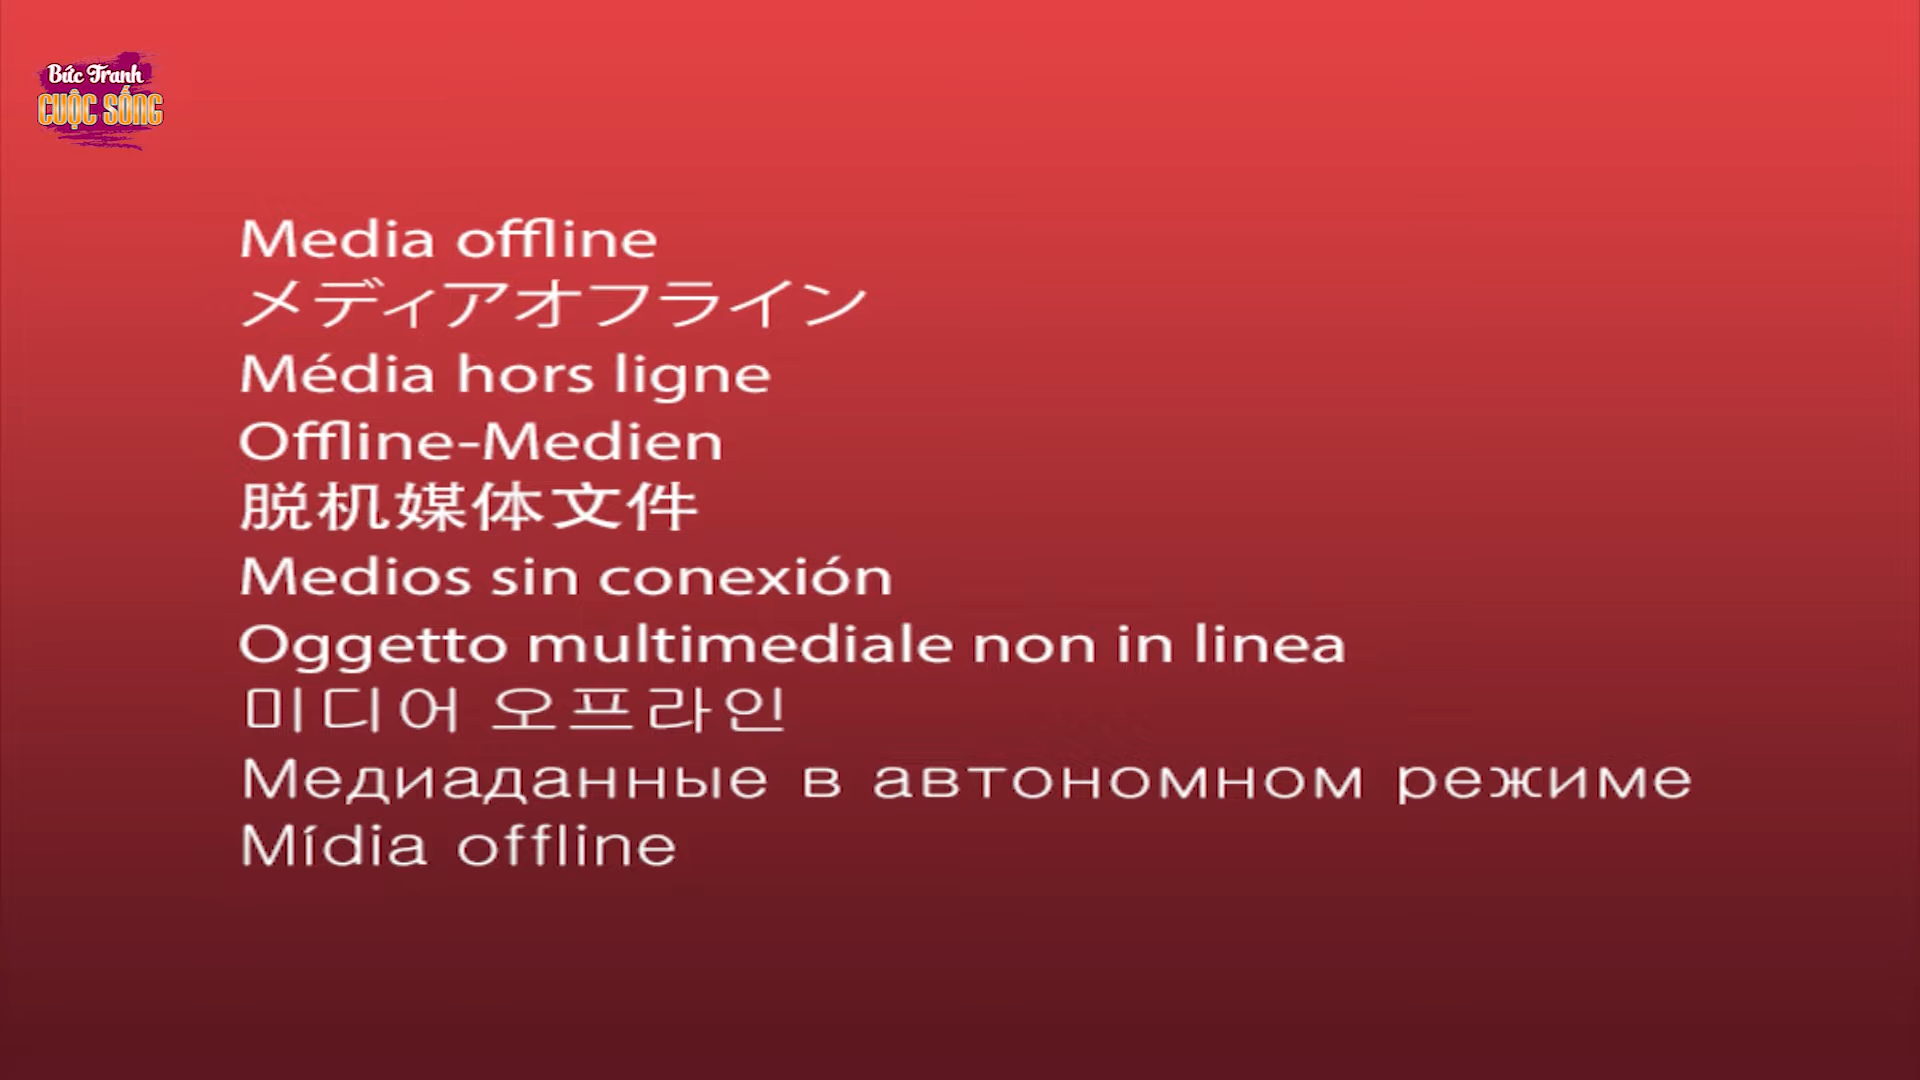 Bức Tranh
CUỘC SỐNG
Media offline
メディアオフライン
Média hors ligne
Offline-Medien
脱机媒体文件
Medios sin conexión
Oggetto multimediale non in linea
미디어 오프라인
Медиаданные в автономном режиме
Mídia offline